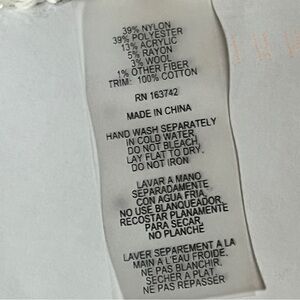 39% NYLON
39% POLYESTER
13% ACRYLIC
5% RAYON
3% WOOL
1% OTHER FIBER
TRIM: 100% COTTON
RN 163742
MADE IN CHINA
HAND WASH SEPARATELY
IN COLD WATER,
DO NOT BLEACH,
LAY FLAT TO DRY,
DO NOT IRON
LAVAR A MANO
SEPARADAMENTE
CON AGUA FRIA,
NO USE BLANQUEADOR,
RECOSTAR PLANAMENTE
PARA SECAR,
NO PLANCHE
LAVER SEPAREMENT A LA
MAIN A L'EAU FROIDE,
NE PAS BLANCHIR,
SECHER A PLAT,
NE PAS REPASSER